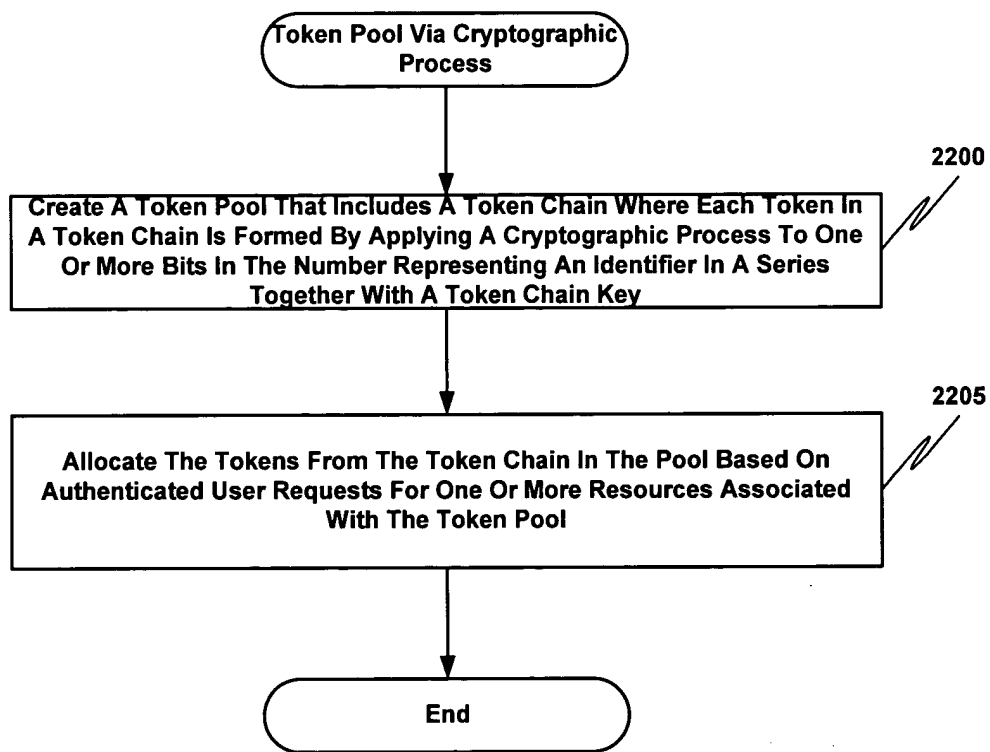 Token Pool Via Cryptographic
Process
2200
Create A Token Pool That Includes A Token Chain Where Each Token In
A Token Chain Is Formed By Applying A Cryptographic Process To One
Or More Bits In The Number Representing An Identifier In A Series
Together With A Token Chain Key
2205
Allocate The Tokens From The Token Chain In The Pool Based On
Authenticated User Requests For One Or More Resources Associated
With The Token Pool
End